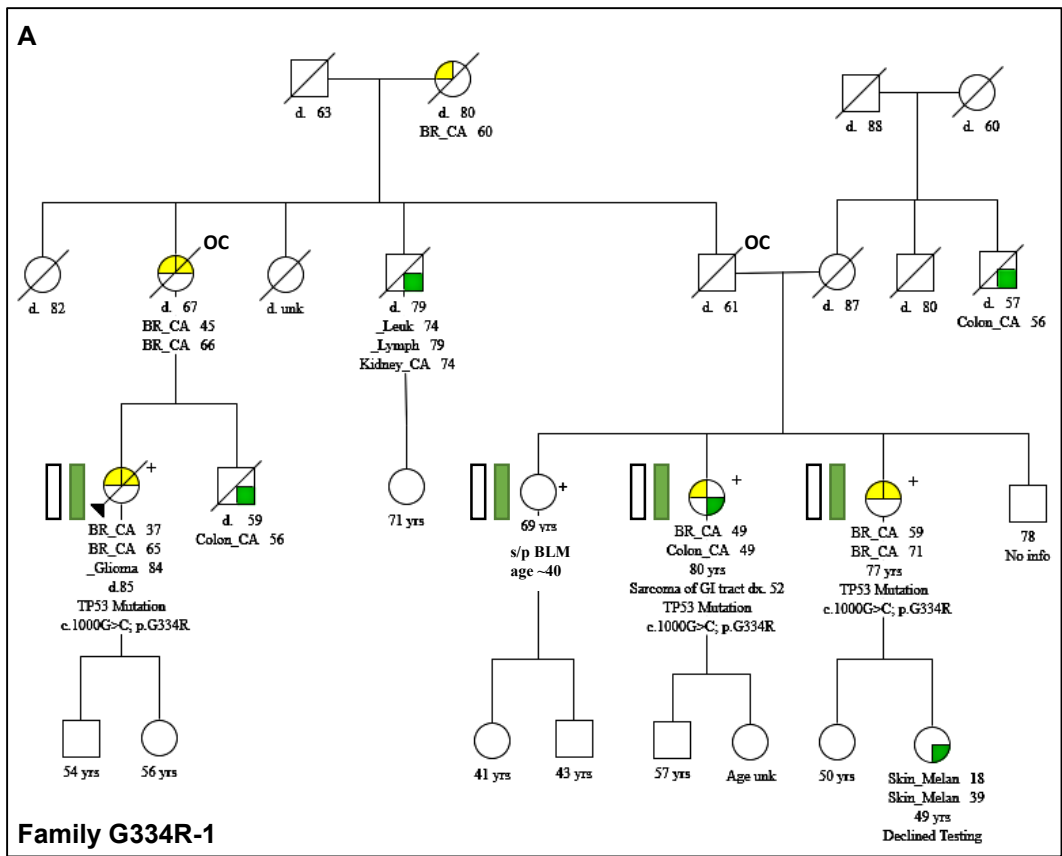 A
d. 63
d. 80
BR_CA 60
d. 88
d. 60
OC
OC
d. 82
d. 67
BR_CA 45
BR_CA 66
d. unk
d. 79
_Leuk 74
_Lymph 79
Kidney_CA 74
d. 61
d. 87
d. 80
d. 57
Colon_CA 56
+
BR_CA 37
BR_CA 65
_Glioma 84
d.85
TP53 Mutation
c.1000G>C; p.G334R
d. 59
Colon_CA 56
71 yrs
+
69 yrs
s/p BLM
age ~40
+
BR_CA 49
Colon_CA 49
80 yrs
Sarcoma of GI tract dx. 52
TP53 Mutation
c.1000G>C; p.G334R
+
BR_CA 59
BR_CA 71
77 yrs
TP53 Mutation
c.1000G>C; p.G334R
78
No info
54 yrs
56 yrs
41 yrs
43 yrs
57 yrs
Age unk
50 yrs
Skin_Melan 18
Skin_Melan 39
49 yrs
Declined Testing
Family G334R-1